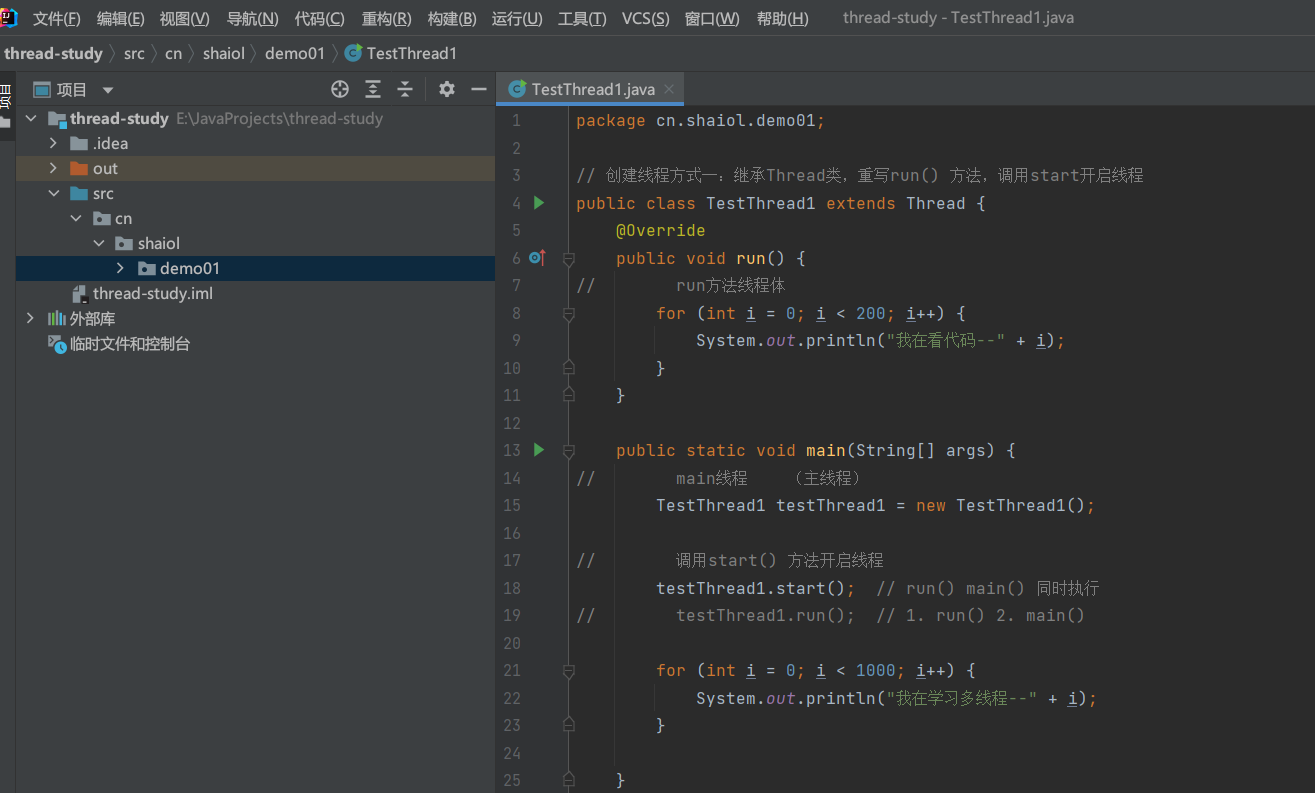 文件(F) 编辑(E) 视图(V) 导航(N) 代码(C) 重构(R) 构建(B) 运行(U) 工具(T) VCS(S) 窗口(W) 帮助(H) thread-study - TestThread1.java
thread-study src cn shaiol demo01 TestThread1
项目
项目
TestThread1.java
thread-study E:\JavaProjects\thread-study
.idea
out
src
cn
shaiol
demo01
thread-study.iml
外部库
临时文件和控制台
1 package cn.shaiol.demo01;
2
3 // 创建线程方式一：继承Thread类，重写run() 方法，调用start开启线程
4 public class TestThread1 extends Thread {
5     @Override
6     public void run() {
7 //        run方法线程体
8         for (int i = 0; i < 200; i++) {
9             System.out.println("我在看代码--" + i);
10         }
11     }
12
13     public static void main(String[] args) {
14 //        main线程    （主线程）
15         TestThread1 testThread1 = new TestThread1();
16
17 //        调用start() 方法开启线程
18         testThread1.start();  // run() main() 同时执行
19 //        testThread1.run();  // 1. run() 2. main()
20
21         for (int i = 0; i < 1000; i++) {
22             System.out.println("我在学习多线程--" + i);
23         }
24
25     }